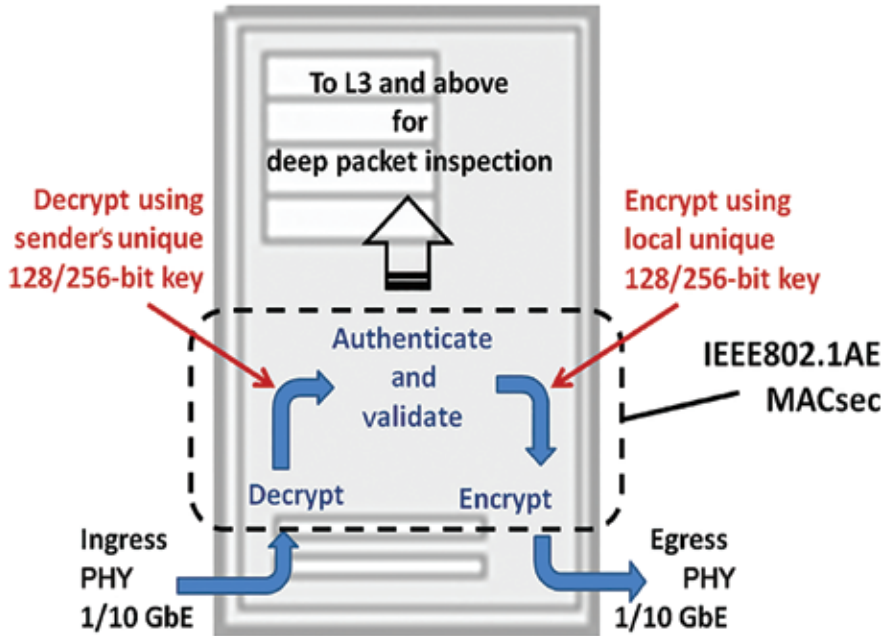 To L3 and above
for
deep packet inspection
Decrypt using
sender's unique
128/256-bit key
Encrypt using
local unique
128/256-bit key
Authenticate
and
validate
IEEE802.1AE
MACsec
Decrypt
Encrypt
Ingress
PHY
1/10 GbE
Egress
PHY
1/10 GbE